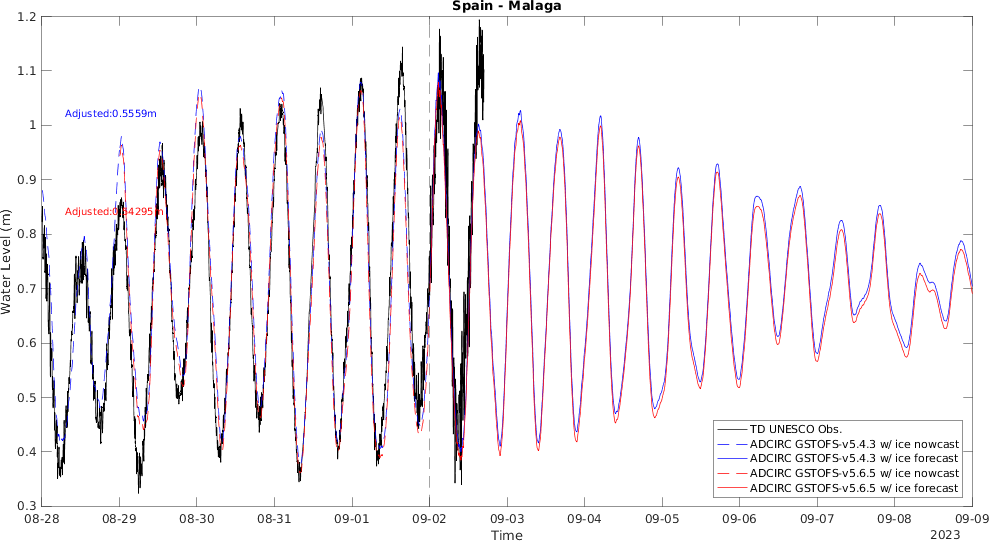 Spain - Malaga
1.2
1.1
1
0.9
0.8
0.7
0.6
0.5
0.4
0.3
Water Level (m)
Adjusted:0.5559m
Adjusted:0.54295m
TD UNESCO Obs.
ADCIRC GSTOFS-v5.4.3 w/ ice nowcast
ADCIRC GSTOFS-v5.4.3 w/ ice forecast
ADCIRC GSTOFS-v5.6.5 w/ ice nowcast
ADCIRC GSTOFS-v5.6.5 w/ ice forecast
08-28 08-29 08-30 08-31 09-01 09-02 09-03 09-04 09-05 09-06 09-07 09-08 09-09
Time
2023